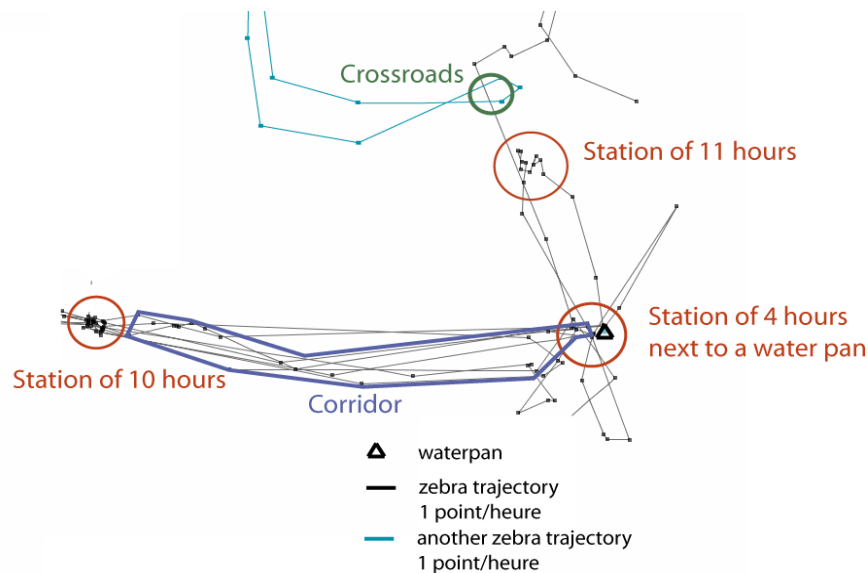 Crossroads
Station of 11 hours
Station of 4 hours
next to a water pan
Station of 10 hours
Corridor
waterpan
zebra trajectory
1 point/heure
another zebra trajectory
1 point/heure